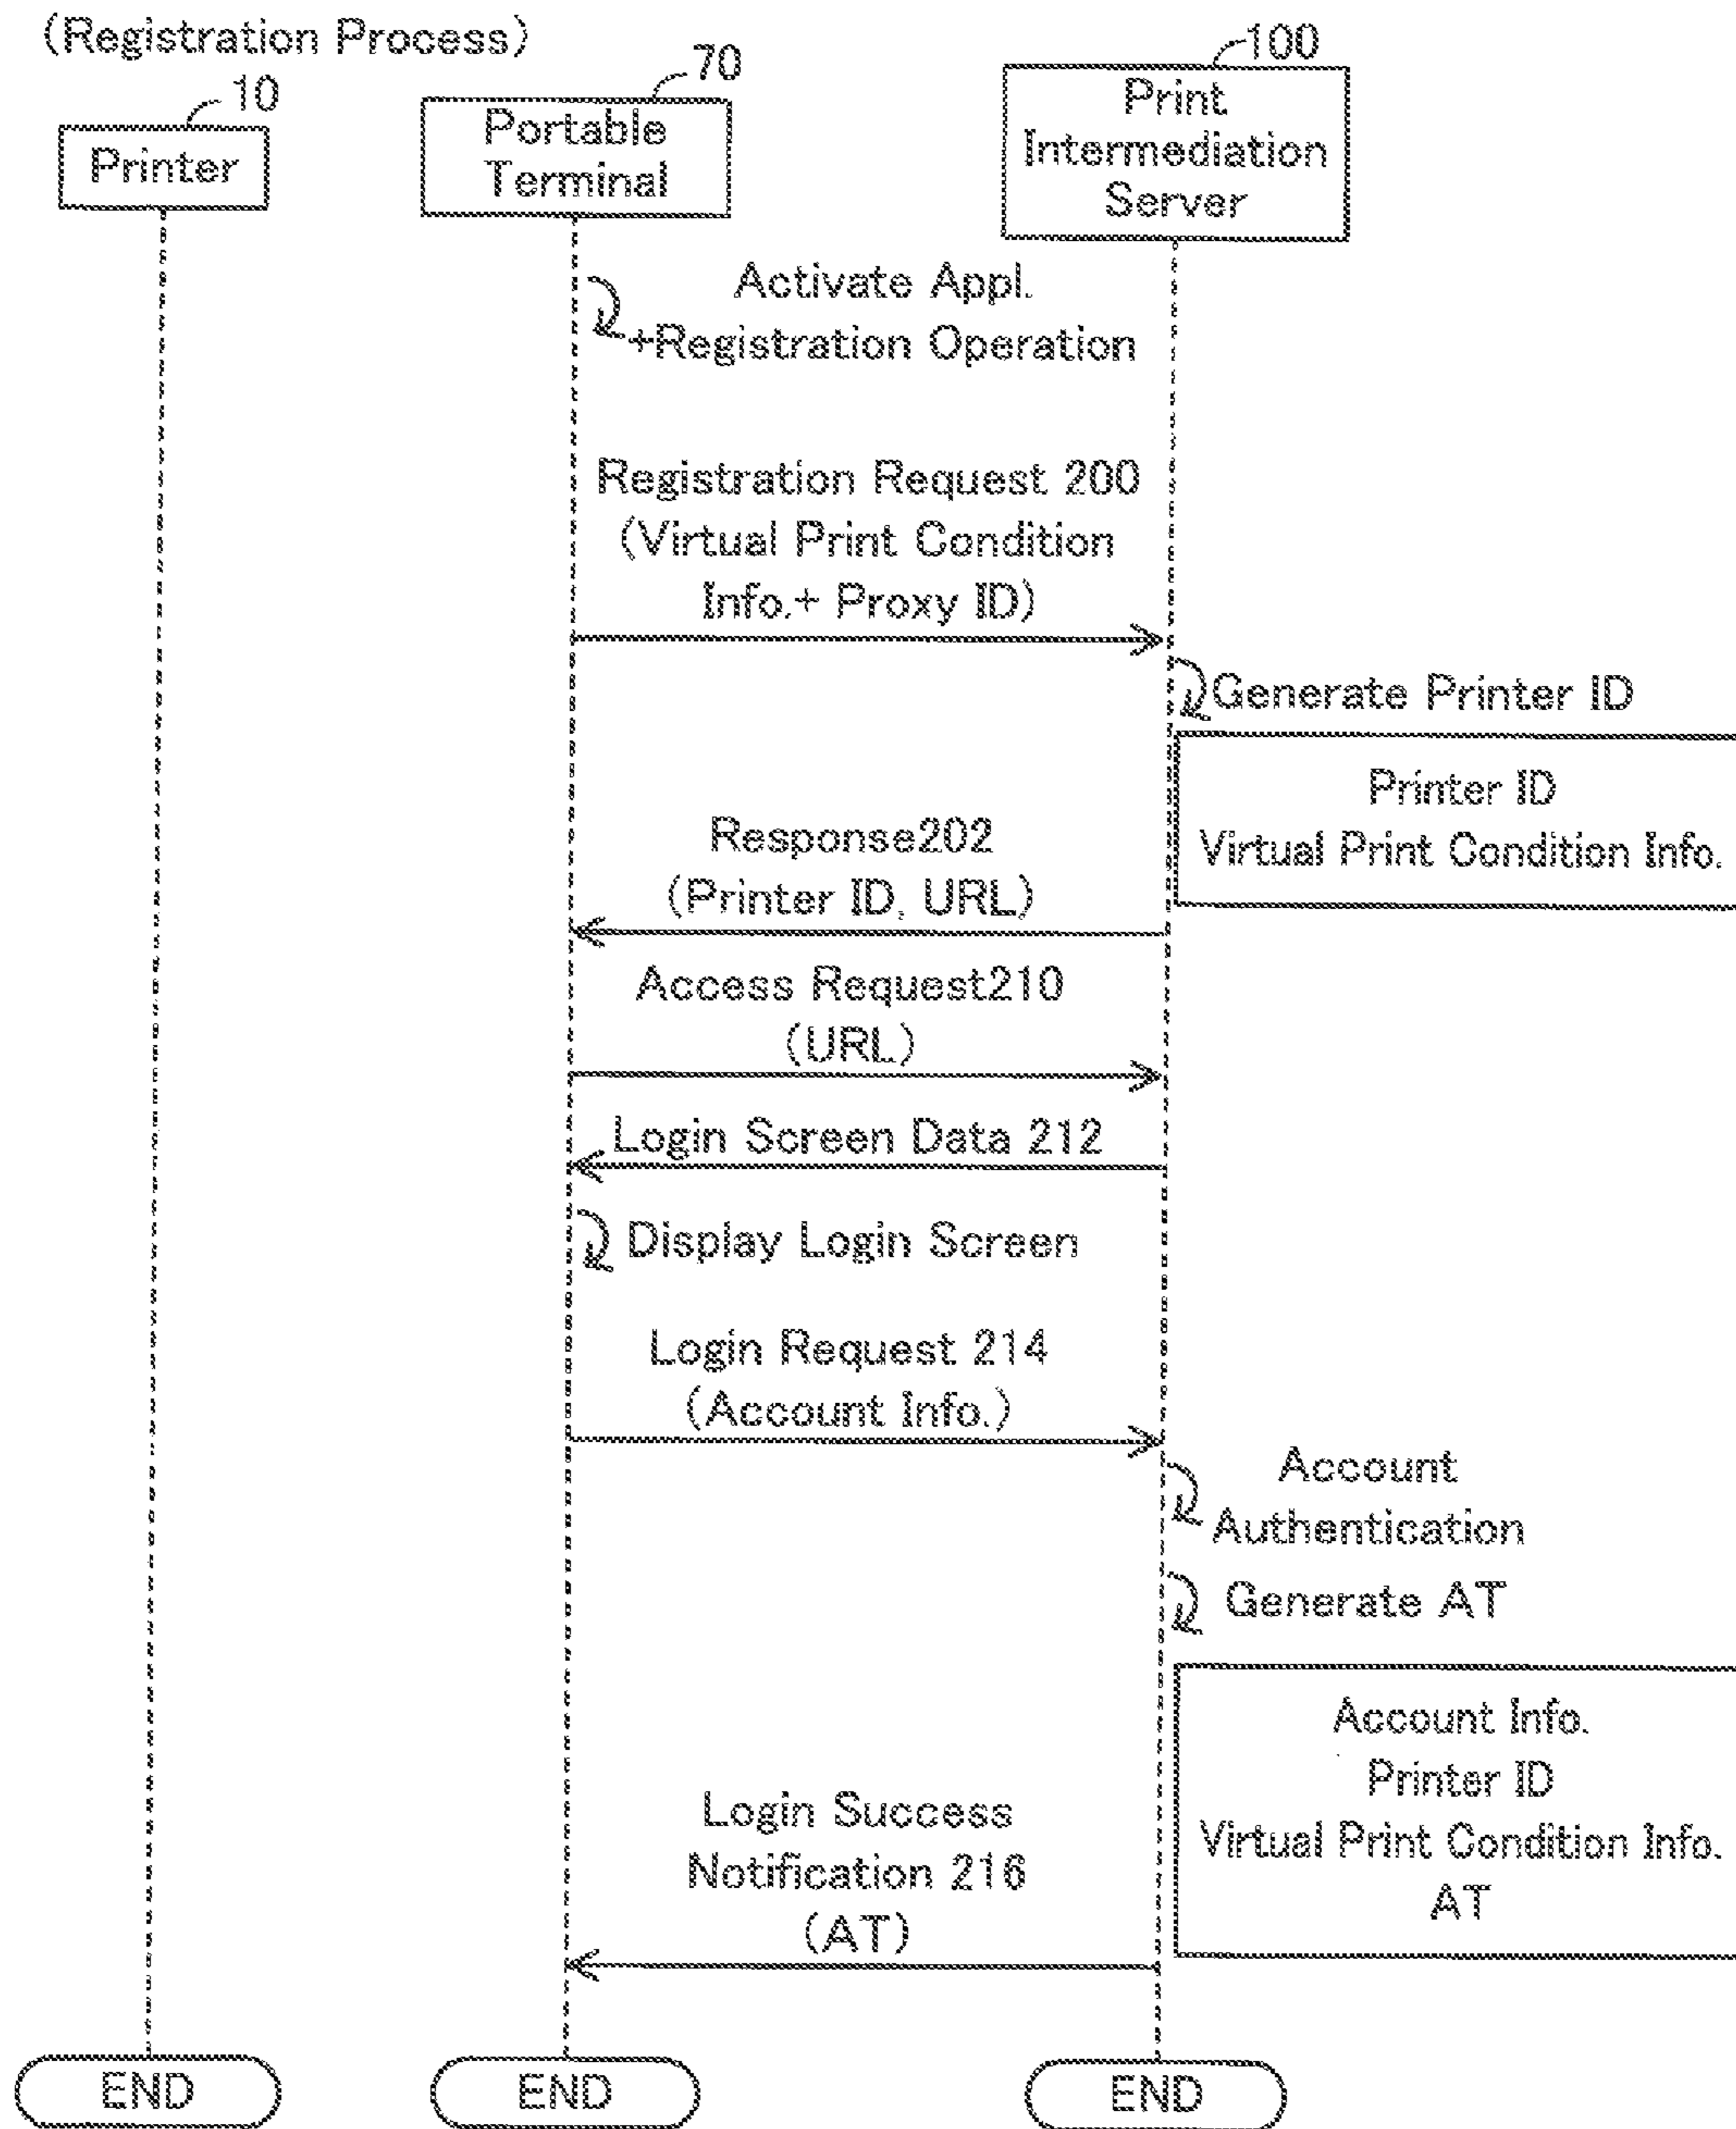 (Registration Process)
10
70
100
Printer
Portable
Terminal
Print
Intermediation
Server
Activate Appl.
+Registration Operation
Registration Request 200
(Virtual Print Condition
Info.+ Proxy ID)
Generate Printer ID
Printer ID
Virtual Print Condition Info.
Response202
(Printer ID, URL)
Access Request210
(URL)
Login Screen Data 212
Display Login Screen
Login Request 214
(Account Info.)
Account
Authentication
Generate AT
Account Info.
Printer ID
Virtual Print Condition Info.
AT
Login Success
Notification 216
(AT)
END
END
END